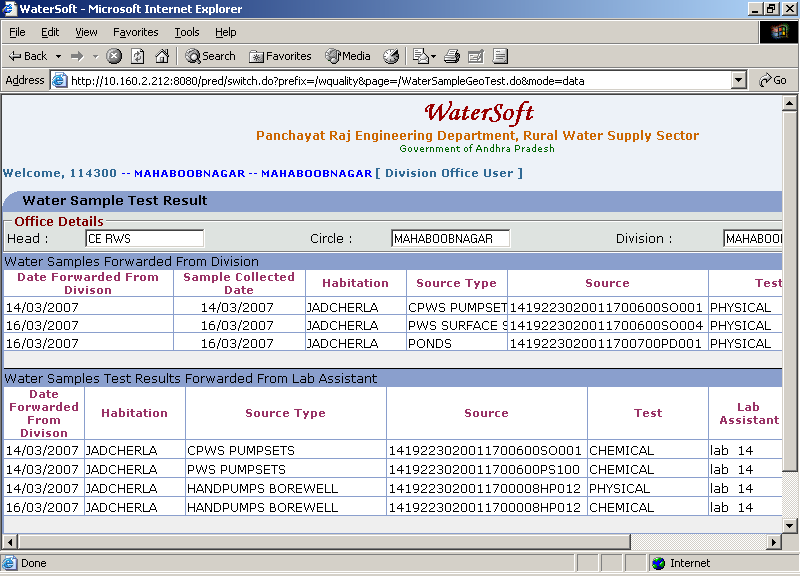 WaterSoft - Microsoft Internet Explorer
File Edit View Favorites Tools Help
Back Search Favorites Media
Address http://10.160.2.212:8080/pred/switch.do?prefix=/wquality&page=/WaterSampleGeoTest.do&mode=data Go
WaterSoft
Panchayat Raj Engineering Department, Rural Water Supply Sector
Government of Andhra Pradesh
Welcome, 114300 -- MAHABOOBNAGAR -- MAHABOOBNAGAR [ Division Office User ]
Water Sample Test Result
Office Details
Head : CE RWS Circle : MAHABOOBNAGAR Division : MAHABOO
Water Samples Forwarded From Division
Date Forwarded From Divison Sample Collected Date Habitation Source Type Source Test
14/03/2007 14/03/2007 JADCHERLA CPWS PUMPSET 1419223020011700600SO001 PHYSICAL
16/03/2007 16/03/2007 JADCHERLA PWS SURFACE S 1419223020011700600SO004 PHYSICAL
16/03/2007 16/03/2007 JADCHERLA PONDS 1419223020011700700PD001 PHYSICAL
Water Samples Test Results Forwarded From Lab Assistant
Date Forwarded From Divison Habitation Source Type Source Test Lab Assistant
14/03/2007 JADCHERLA CPWS PUMPSETS 1419223020011700600SO001 CHEMICAL lab 14
14/03/2007 JADCHERLA PWS PUMPSETS 1419223020011700600PS100 CHEMICAL lab 14
14/03/2007 JADCHERLA HANDPUMPS BOREWELL 1419223020011700008HP012 PHYSICAL lab 14
16/03/2007 JADCHERLA HANDPUMPS BOREWELL 1419223020011700008HP012 CHEMICAL lab 14
Done Internet